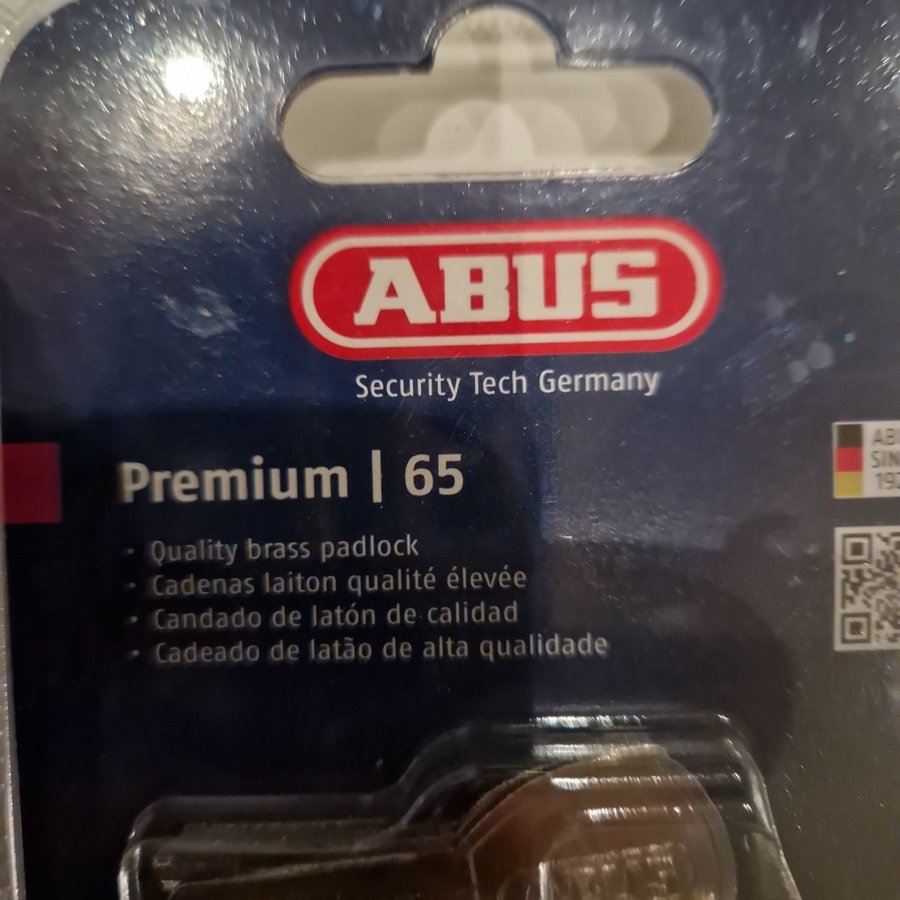 ABUS
Security Tech Germany
Premium | 65
· Quality brass padlock
· Cadenas laiton qualité élevée
· Candado de latón de calidad
· Cadeado de latão de alta qualidade